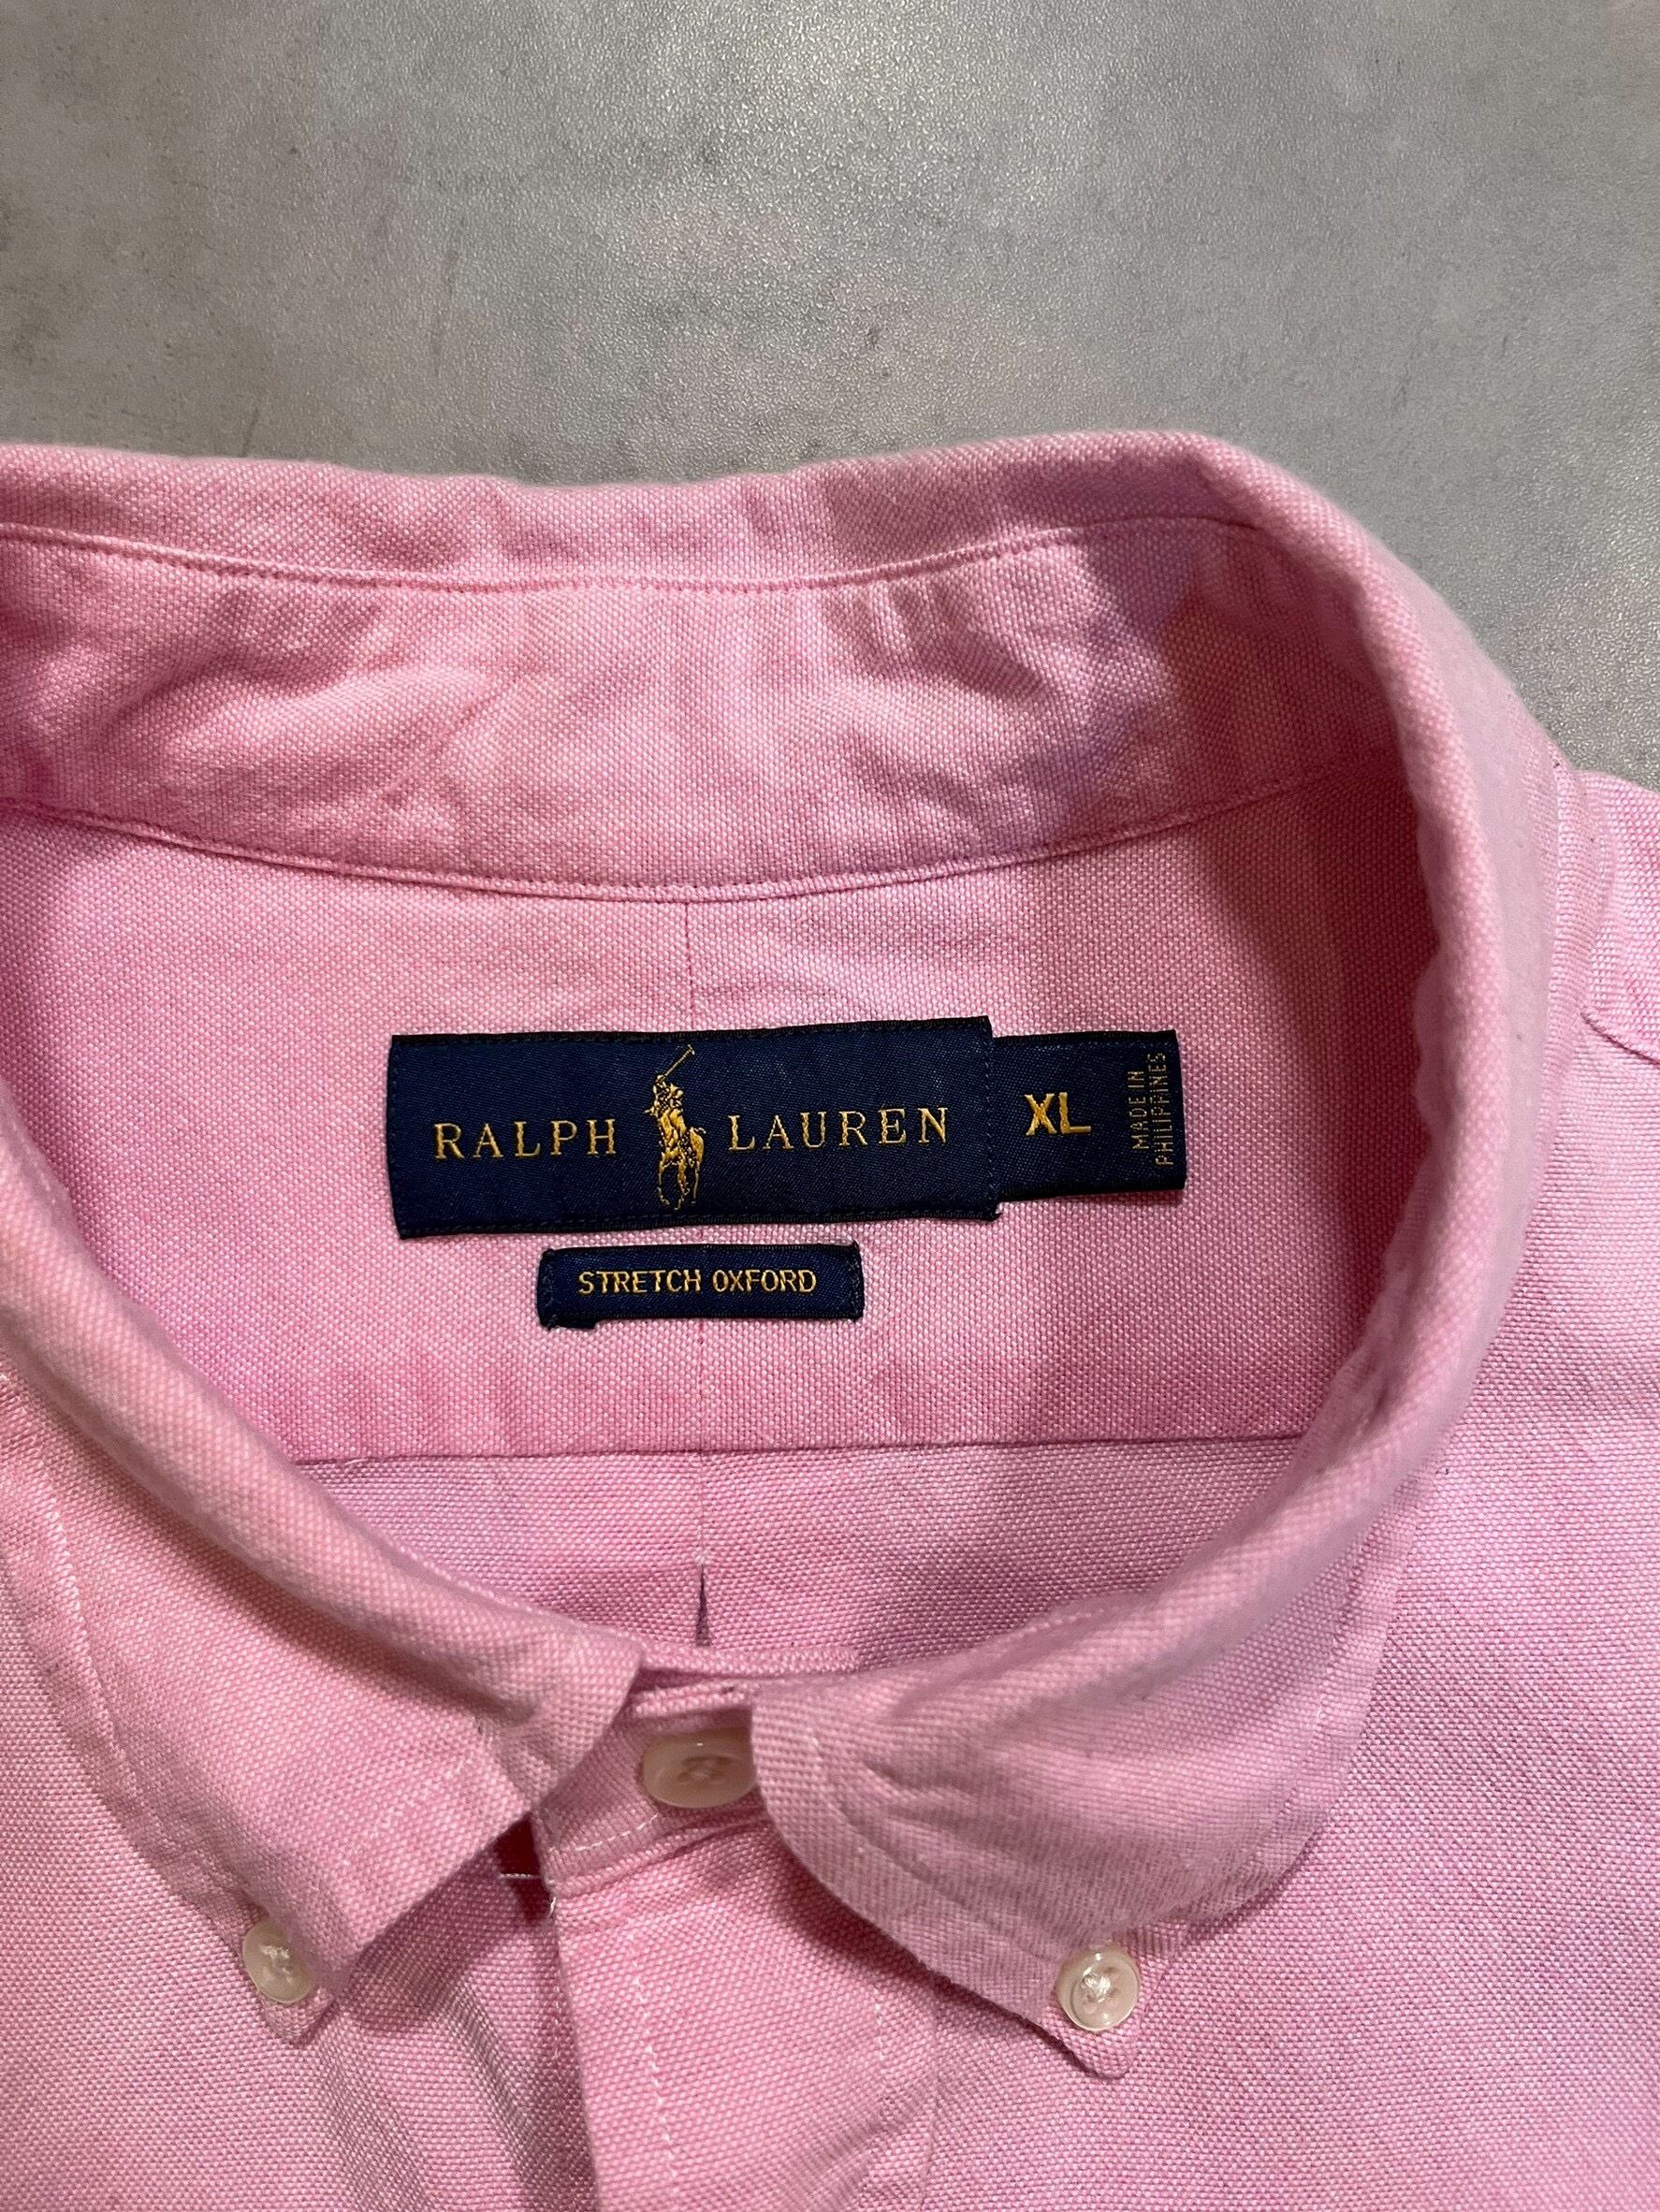 RALPH LAUREN
XL
MADE IN
PHILIPPINES
STRETCH OXFORD